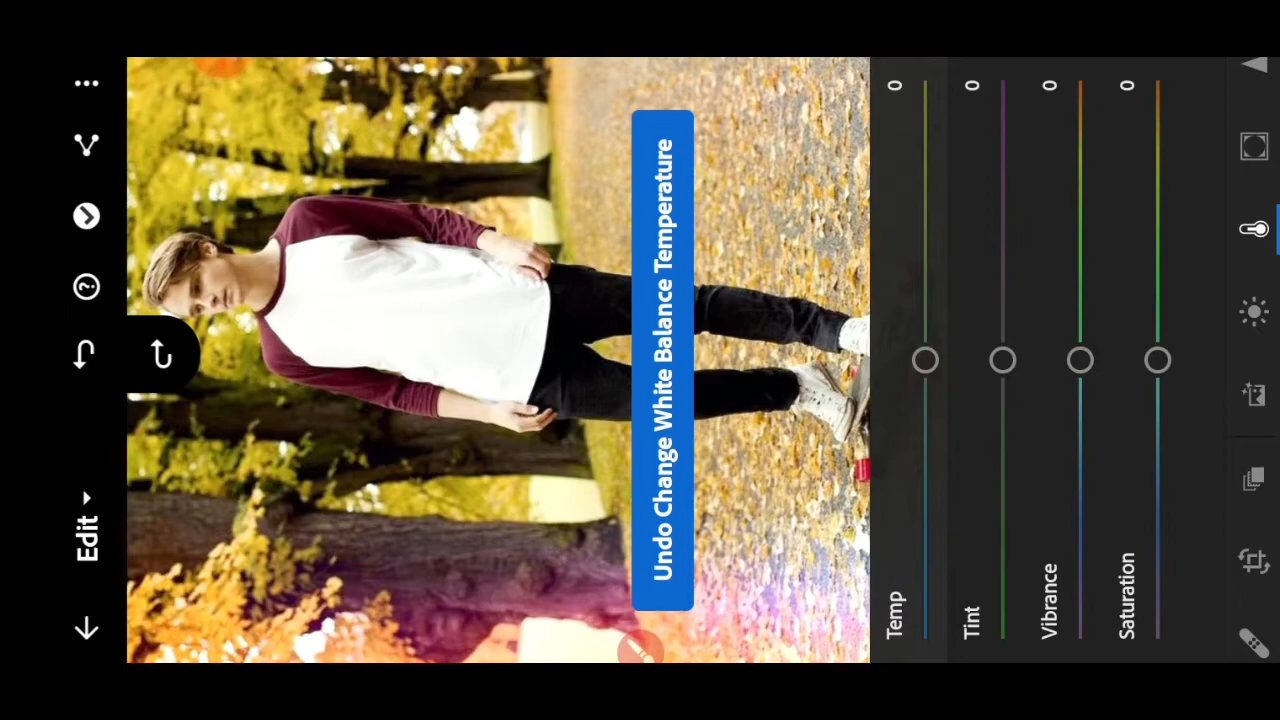 Edit
Undo Change White Balance Temperature
Temp 0
Tint 0
Vibrance 0
Saturation 0